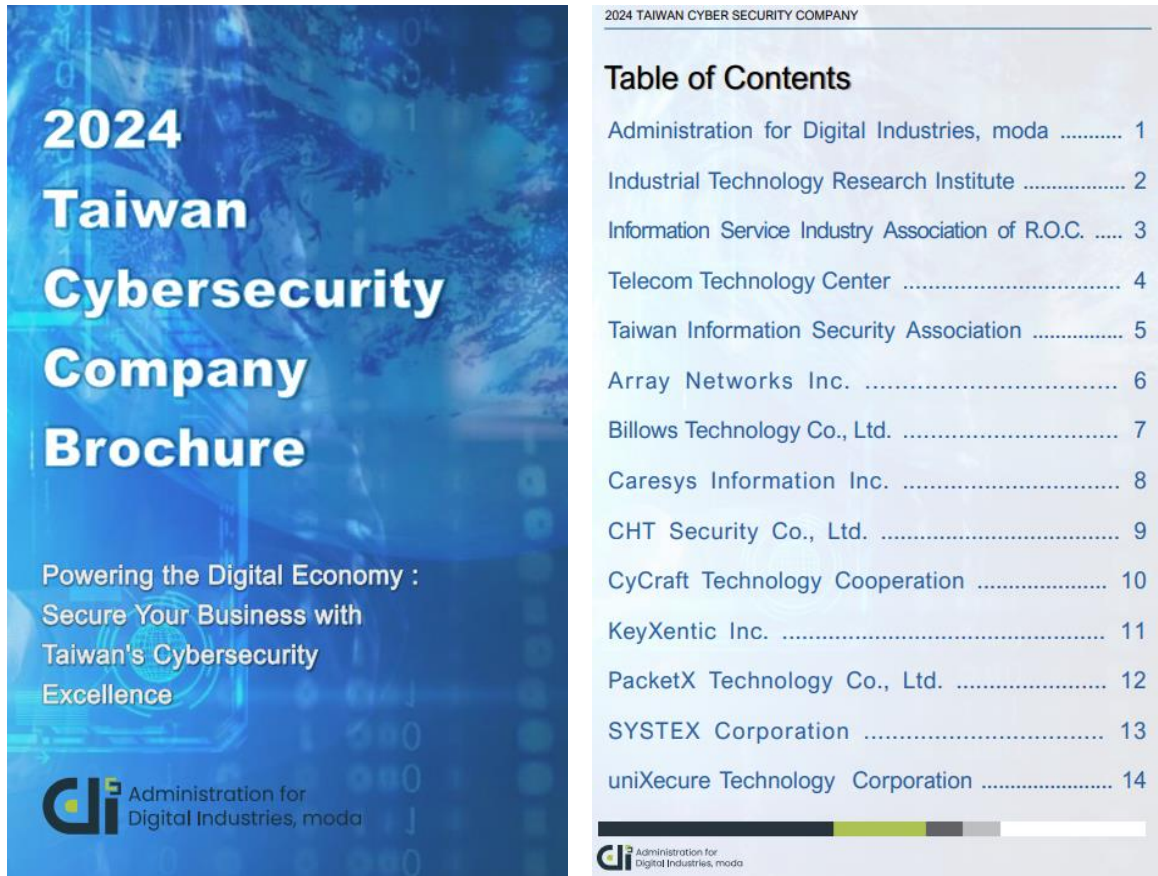 2024
Taiwan
Cybersecurity
Company
Brochure
Powering the Digital Economy :
Secure Your Business with
Taiwan's Cybersecurity
Excellence
Administration for
Digital Industries, moda
2024 TAIWAN CYBER SECURITY COMPANY
Table of Contents
Administration for Digital Industries, moda ........... 1
Industrial Technology Research Institute .................. 2
Information Service Industry Association of R.O.C. ..... 3
Telecom Technology Center .................................. 4
Taiwan Information Security Association ................ 5
Array Networks Inc. .................................. 6
Billows Technology Co., Ltd. ................................. 7
Caresys Information Inc. .................................. 8
CHT Security Co., Ltd. ..................................... 9
CyCraft Technology Cooperation .................... 10
KeyXentic Inc. .................................................. 11
PacketX Technology Co., Ltd. ....................... 12
SYSTEX Corporation .................................. 13
uniXecure Technology Corporation ....................... 14
Administration for
Digital Industries, moda